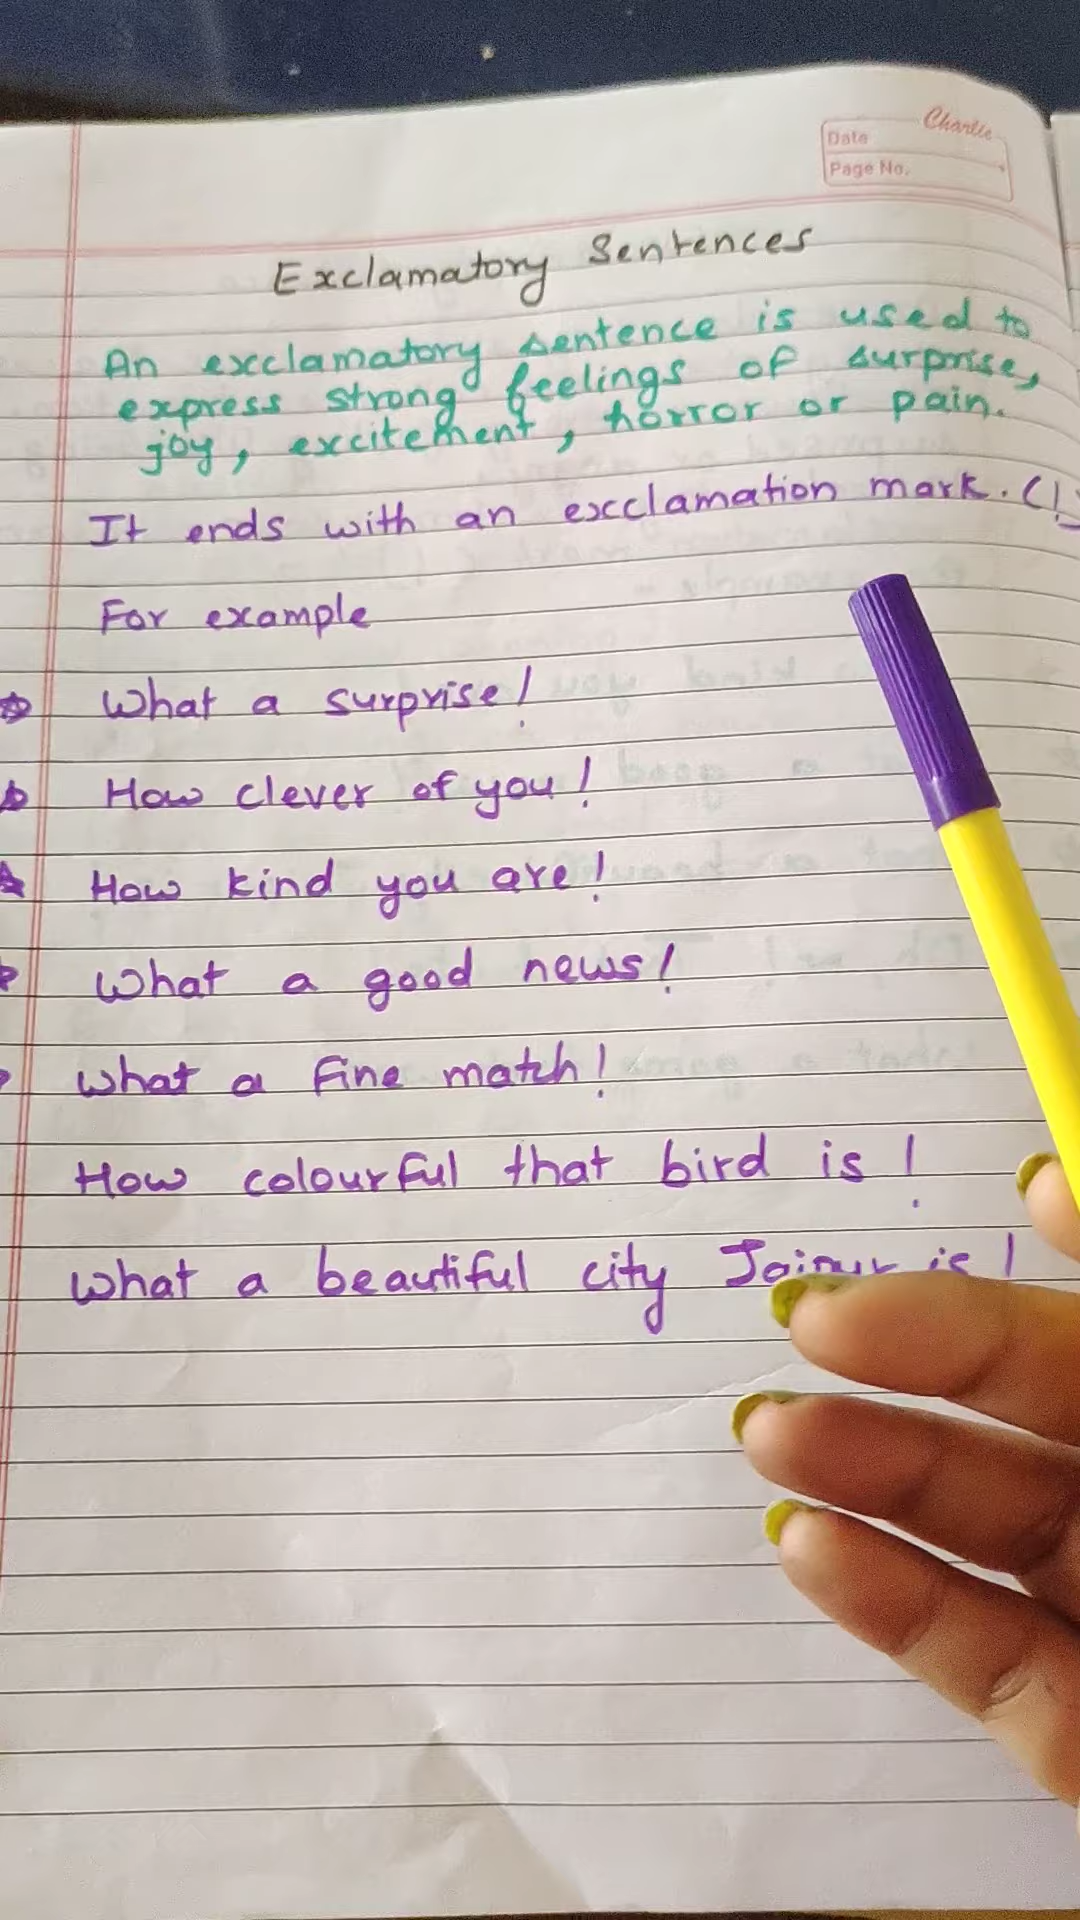 Charlie
Date
Page No.
Exclamatory Sentences
An exclamatory sentence is used to
express strong feelings of surprise,
joy, excitement, horror or pain.
It ends with an exclamation mark. (!)
For example
What a surprise!
How clever of you!
How kind you are!
What a good news!
What a fine match!
How colourful that bird is!
What a beautiful city Jaipur is!